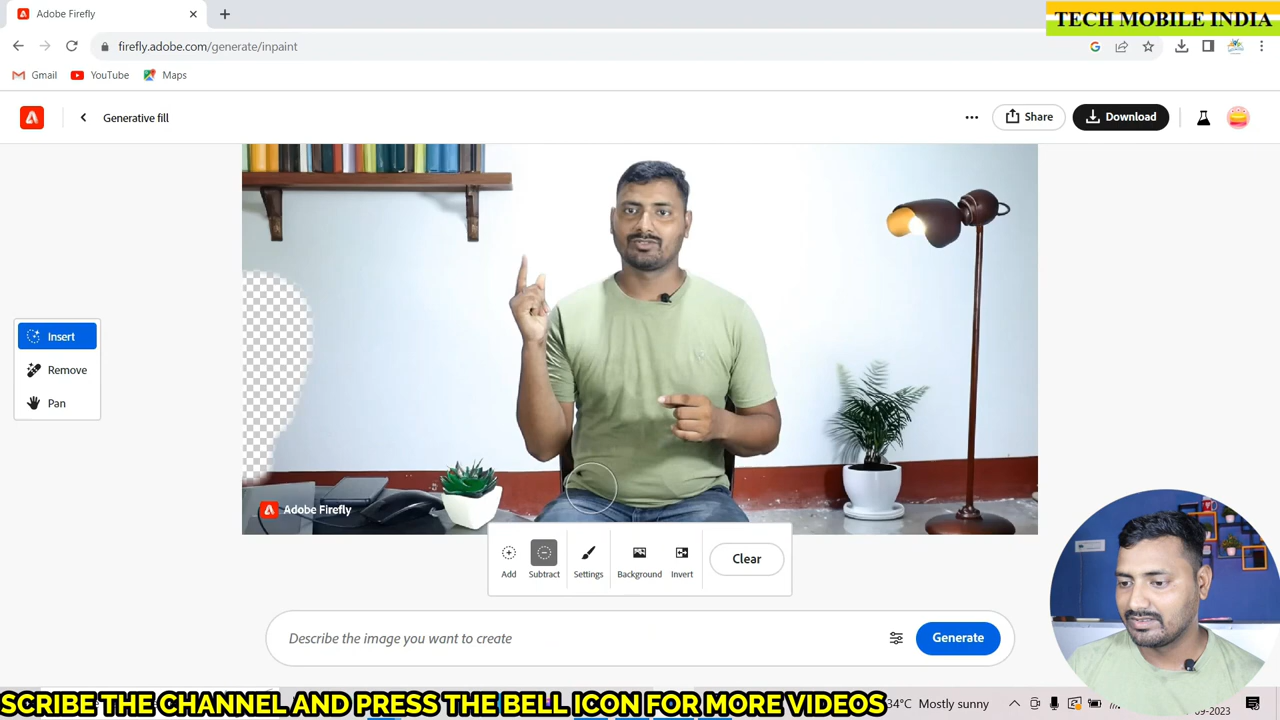 Adobe Firefly
TECH MOBILE INDIA
firefly.adobe.com/generate/inpaint
Gmail
YouTube
Maps
Generative fill
Share
Download
Insert
Remove
Pan
Adobe Firefly
Add
Subtract
Settings
Background
Invert
Clear
Describe the image you want to create
Generate
SCRIBE THE CHANNEL AND PRESS THE BELL ICON FOR MORE VIDEOS
Mostly sunny